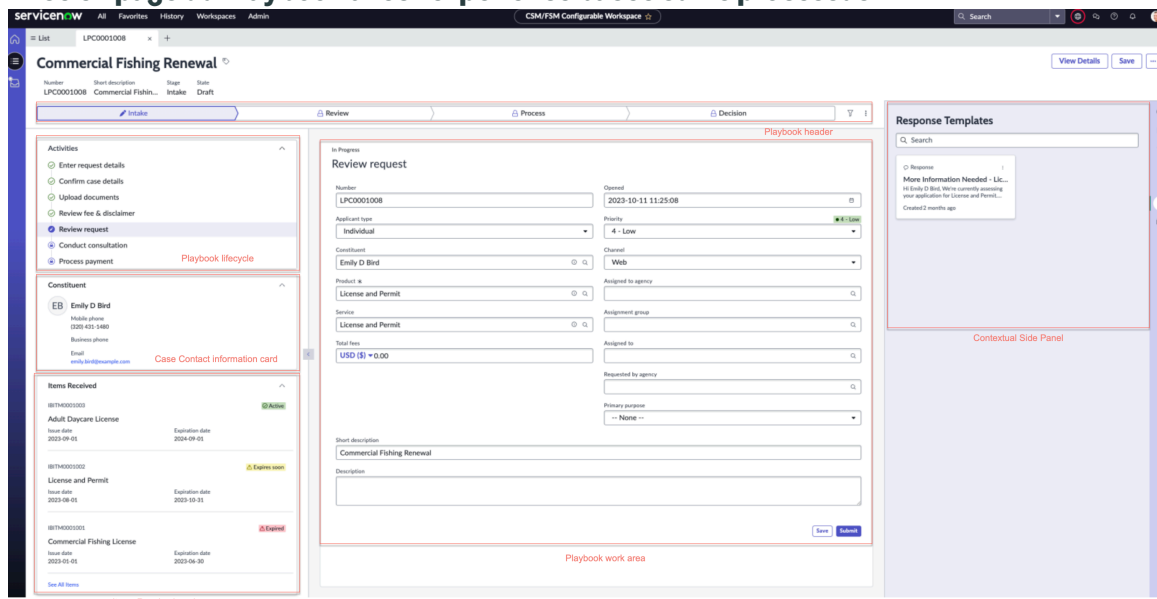 servicenow All Favorites History Workspaces Admin CSM/FSM Configurable Workspace Search
List LPC0001008 × +
Commercial Fishing Renewal
View Details Save ...
Number Short description Stage State
LPC0001008 Commercial Fishin... Intake Draft
Intake Review Process Decision
Playbook header
Activities
Enter request details
Confirm case details
Upload documents
Review fee & disclaimer
Review request
Conduct consultation
Process payment
Playbook lifecycle
Constituent
EB Emily D Bird
Mobile phone
(320) 431-1480
Business phone
Email
emily.bird@example.com
Case Contact information card
Items Received
IBITM0001003 Active
Adult Daycare License
Issue date Expiration date
2023-09-01 2024-09-01
IBITM0001002 Expires soon
License and Permit
Issue date Expiration date
2023-08-01 2023-10-31
IBITM0001001 Expired
Commercial Fishing License
Issue date Expiration date
2023-01-01 2023-06-30
See All Items
In Progress
Review request
Number Opened
LPC0001008 2023-10-11 11:25:08
Applicant type Priority 4 - Low
Individual 4 - Low
Constituent Channel
Emily D Bird Web
Product Assigned to agency
License and Permit
Service Assignment group
License and Permit
Total fees Assigned to
USD ($) 0.00
Requested by agency
Primary purpose
-- None --
Short description
Commercial Fishing Renewal
Description
Save Submit
Playbook work area
Response Templates
Search
Response
More Information Needed - Lic...
Hi Emily D Bird, We're currently assessing
your application for License and Permit....
Created 2 months ago
Contextual Side Panel